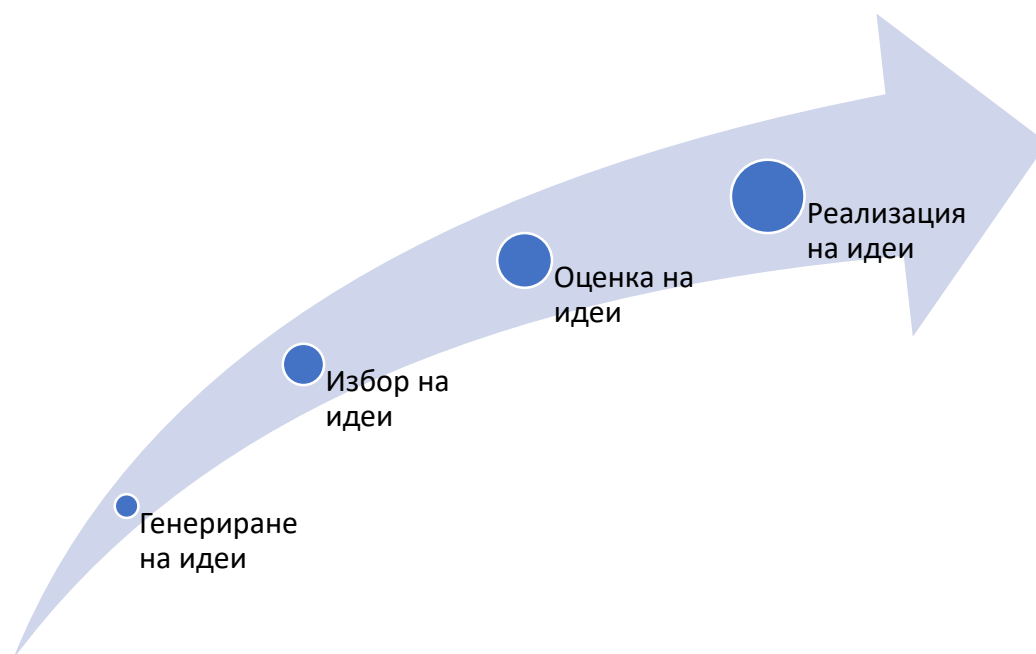 Генериране
на идеи
Избор на
идеи
Оценка на
идеи
Реализация
на идеи